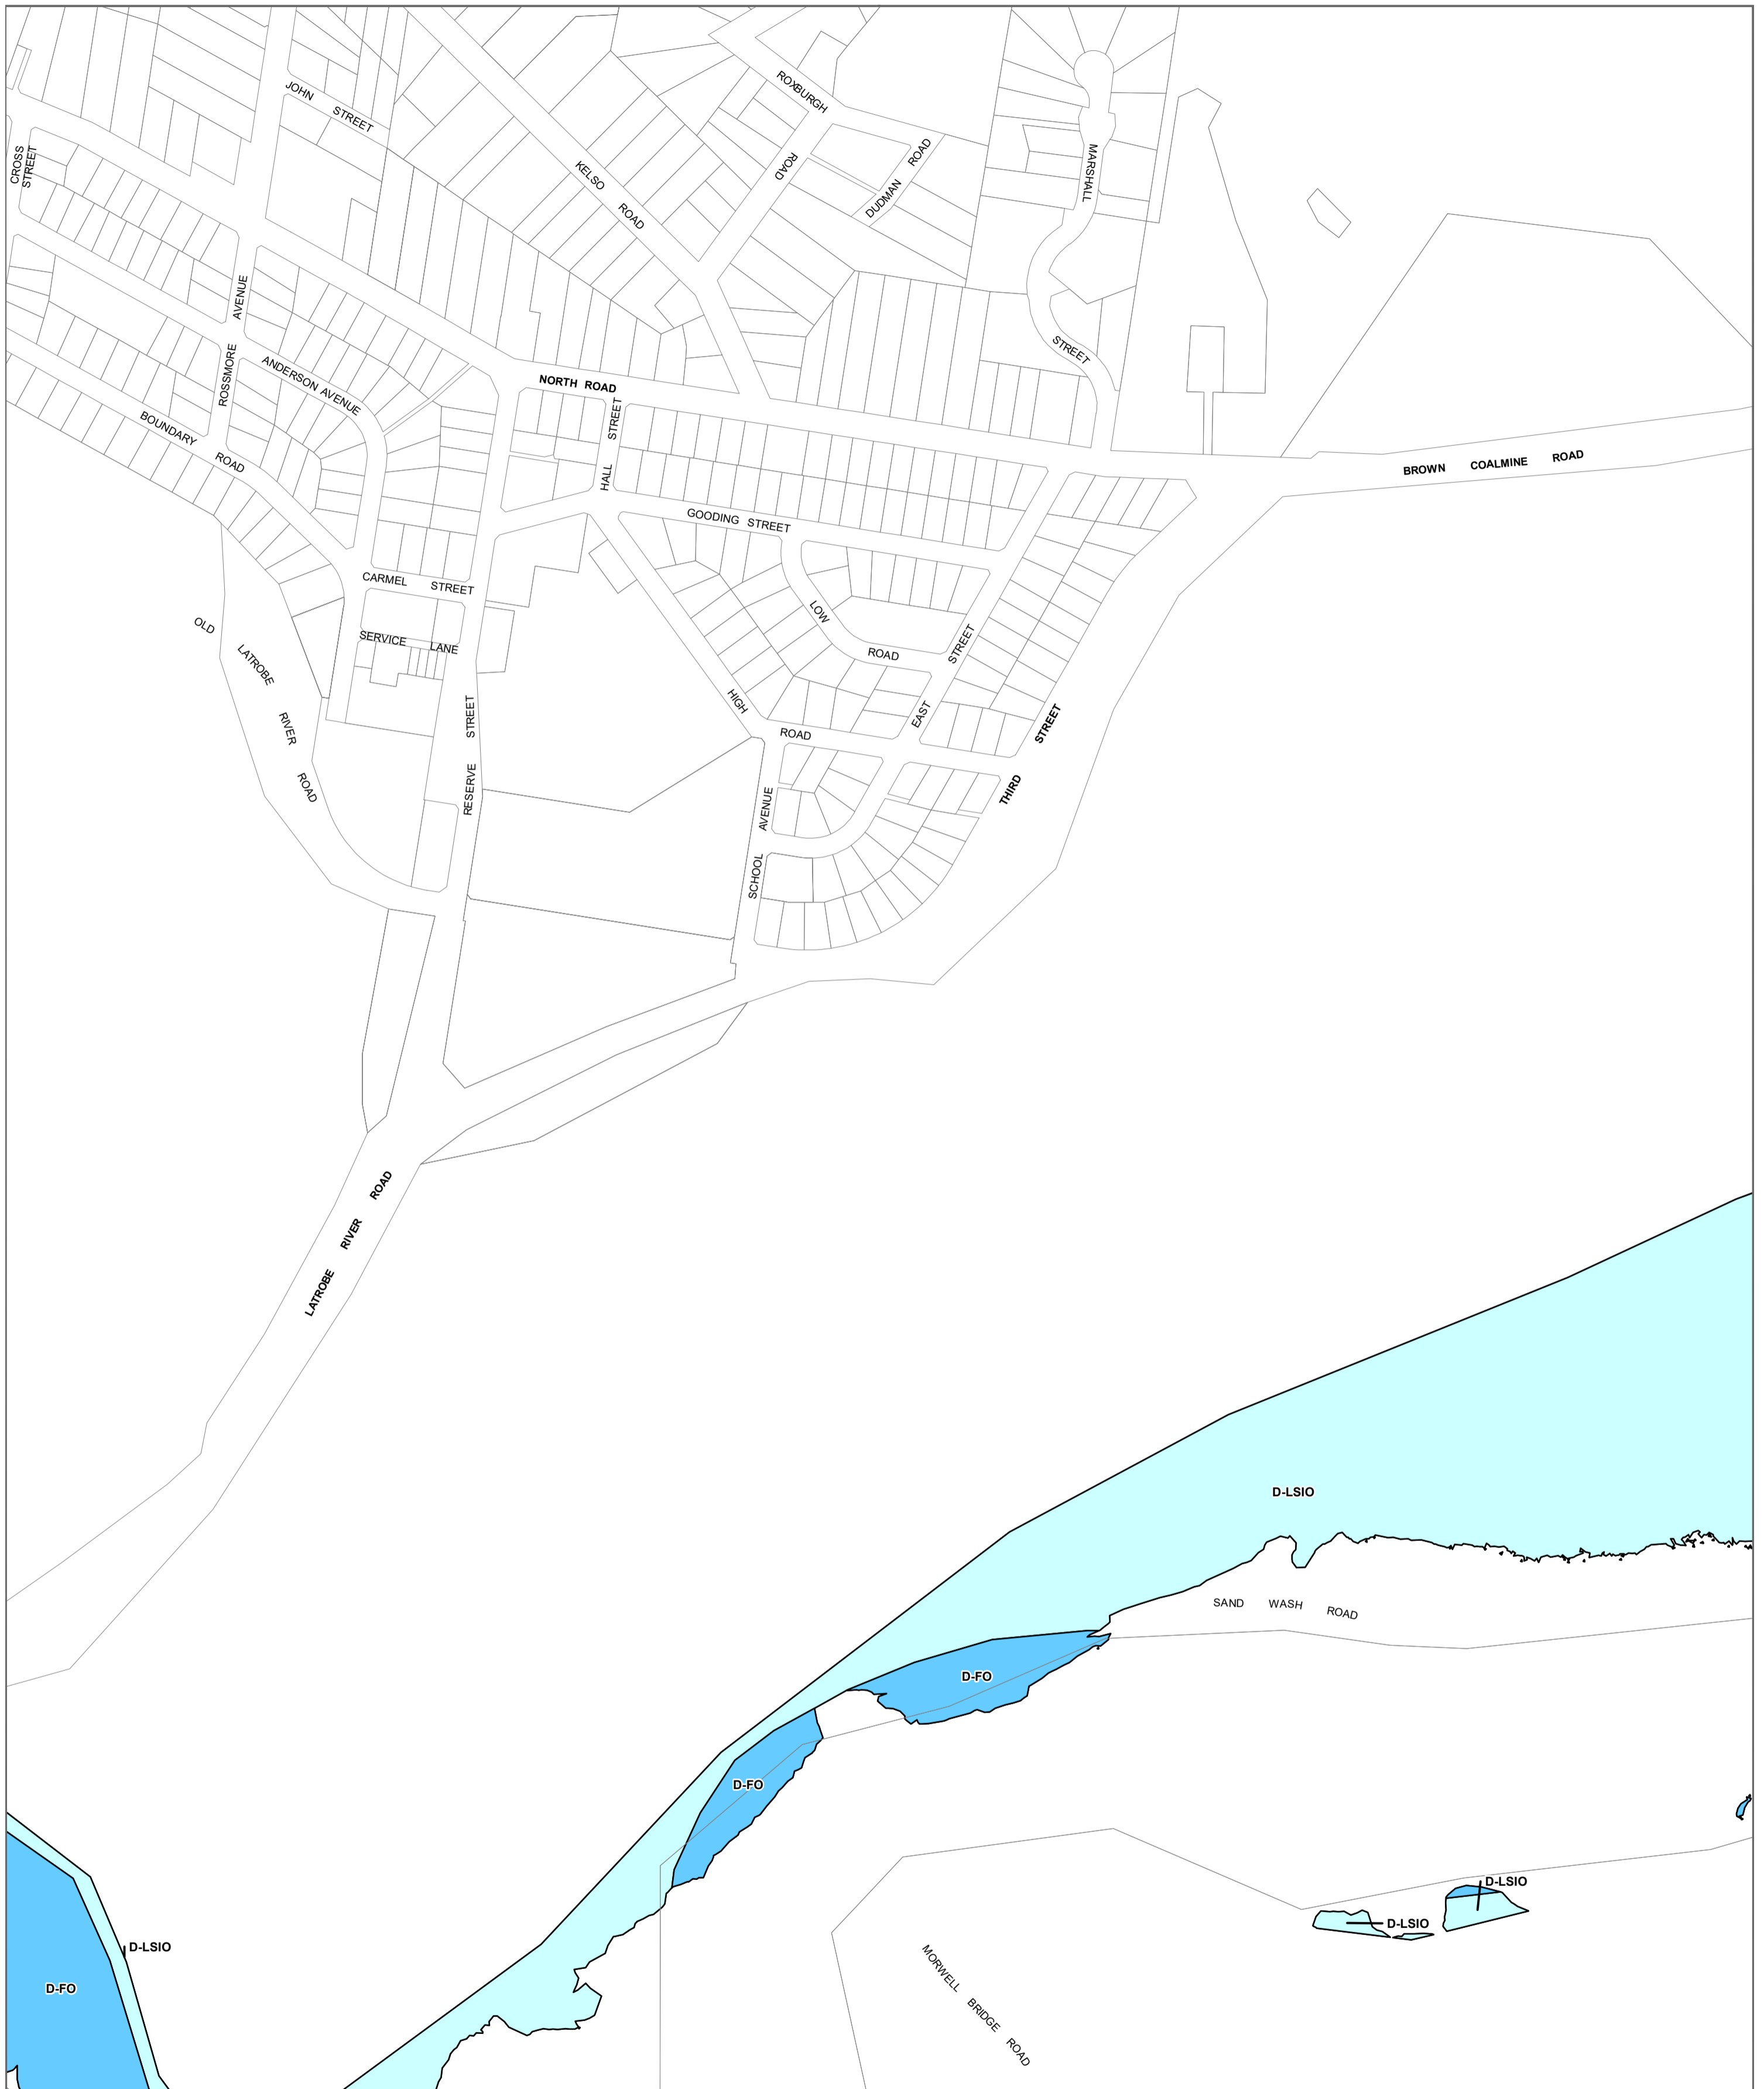 ROXBURGH
ROAD
JOHN STREET
CROSS STREET
KELSO ROAD
DUDMAN ROAD
MARSHALL
STREET
ROSSMORE AVENUE
ANDERSON AVENUE
BOUNDARY ROAD
NORTH ROAD
HALL STREET
BROWN COALMINE ROAD
GOODING STREET
CARMEL STREET
SERVICE LANE
OLD LATROBE RIVER ROAD
LOW ROAD
EAST STREET
HIGH ROAD
RESERVE STREET
THIRD STREET
SCHOOL AVENUE
LATROBE RIVER ROAD
D-LSIO
SAND WASH ROAD
D-FO
D-FO
D-LSIO
D-LSIO
D-LSIO
D-FO
MORWELL BRIDGE ROAD